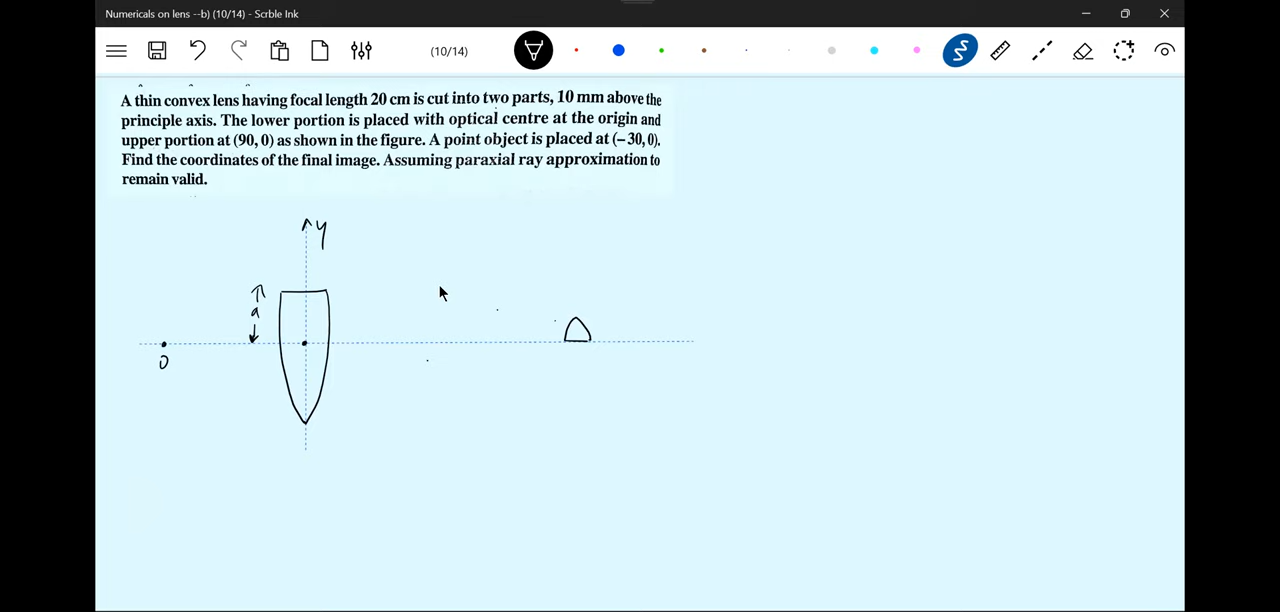 Numericals on lens --b) (10/14) - Scrble Ink
(10/14)
A thin convex lens having focal length 20 cm is cut into two parts, 10 mm above the
principle axis. The lower portion is placed with optical centre at the origin and
upper portion at (90, 0) as shown in the figure. A point object is placed at (– 30, 0).
Find the coordinates of the final image. Assuming paraxial ray approximation to
remain valid.
y
a
O